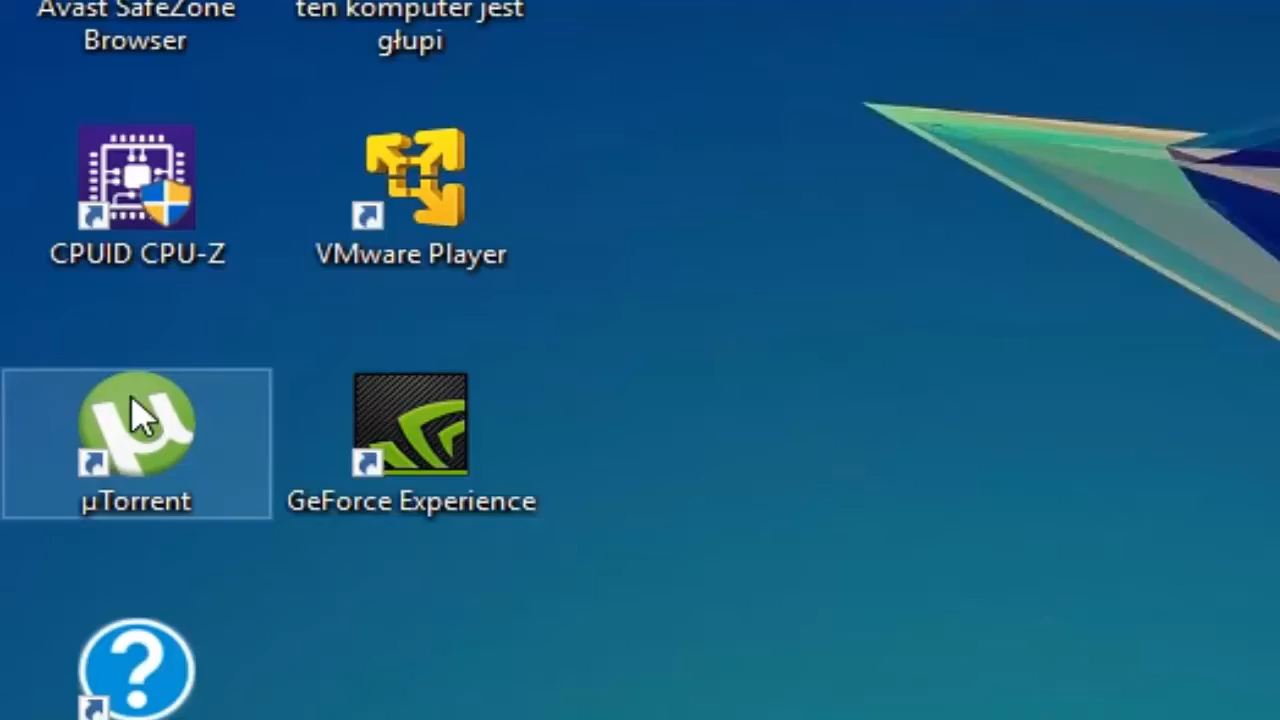 Avast SafeZone
Browser
ten komputer jest
głupi
CPUID CPU-Z
VMware Player
µTorrent
GeForce Experience